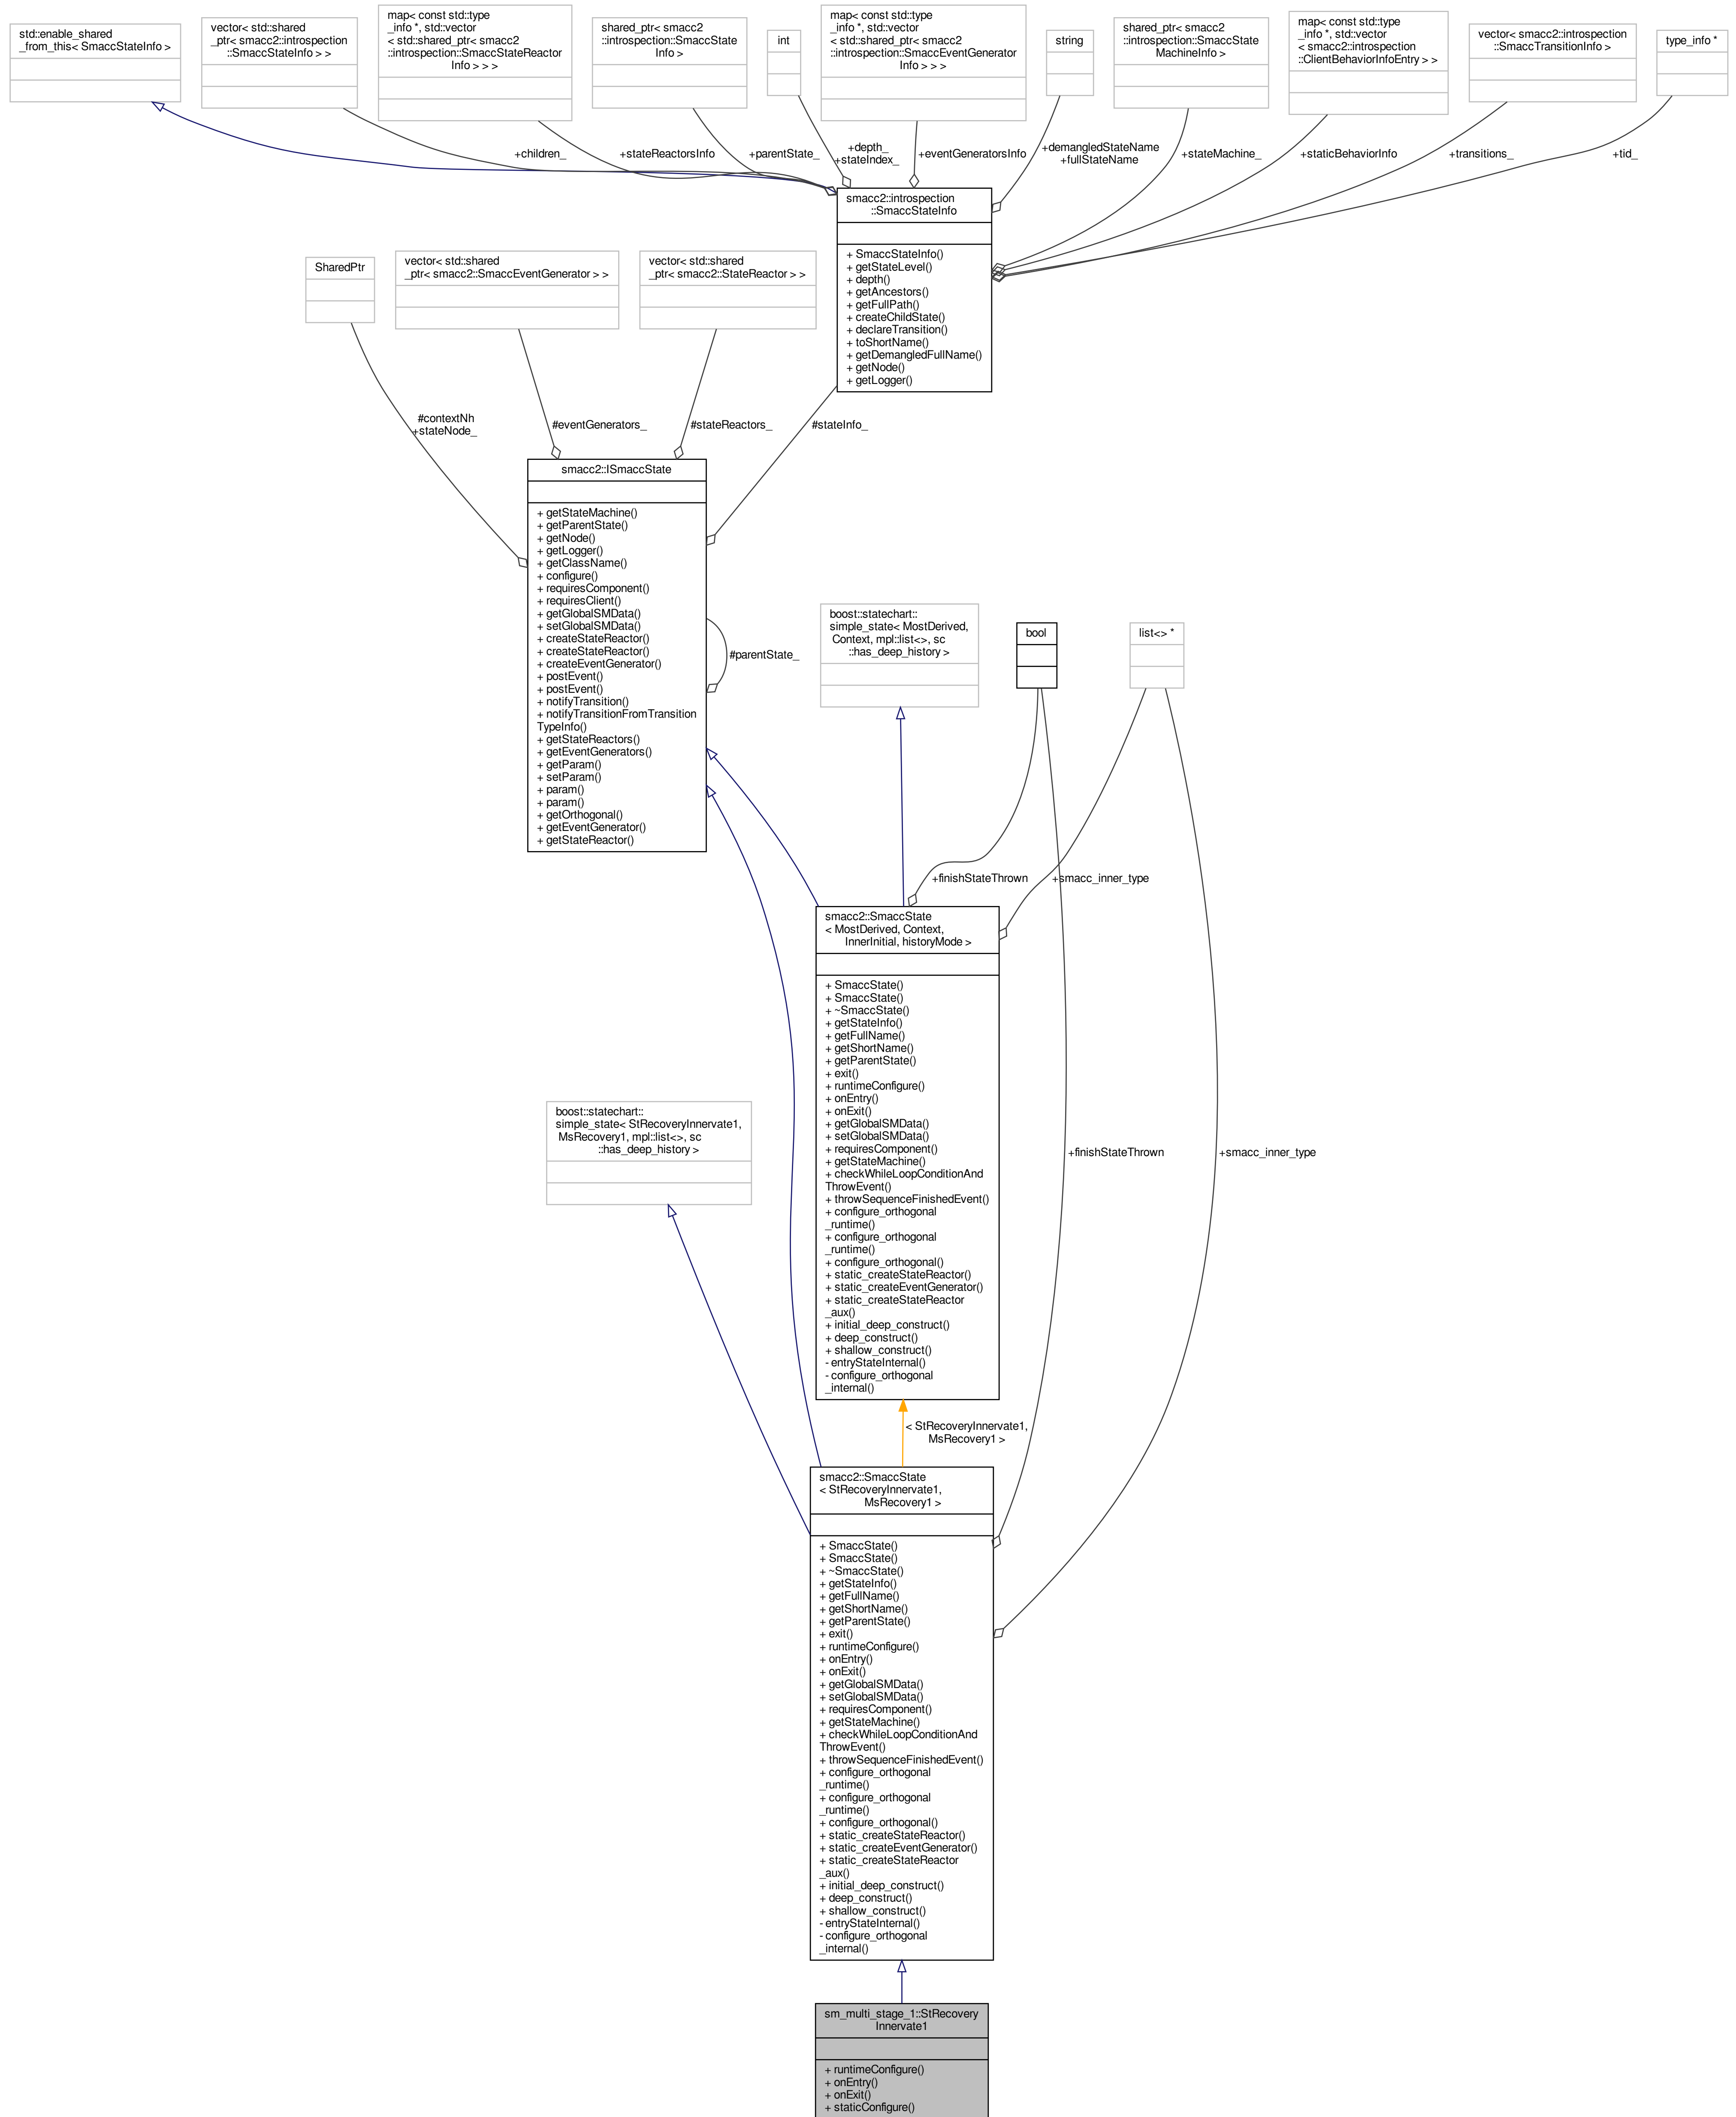 std::enable_shared
_from_this< SmaccStateInfo >
vector< std::shared
_ptr< smacc2::introspection
::SmaccStateInfo > >
map< const std::type
_info *, std::vector
< std::shared_ptr< smacc2
::introspection::SmaccStateReactor
Info > > >
shared_ptr< smacc2
::introspection::SmaccState
Info >
int
map< const std::type
_info *, std::vector
< std::shared_ptr< smacc2
::introspection::SmaccEventGenerator
Info > > >
string
shared_ptr< smacc2
::introspection::SmaccState
MachineInfo >
map< const std::type
_info *, std::vector
< smacc2::introspection
::ClientBehaviorInfoEntry > >
vector< smacc2::introspection
::SmaccTransitionInfo >
type_info *
+children_
+stateReactorsInfo
+parentState_
+depth_
+stateIndex_
+eventGeneratorsInfo
+demangledStateName
+fullStateName
+stateMachine_
+staticBehaviorInfo
+transitions_
+tid_
smacc2::introspection
::SmaccStateInfo
+ SmaccStateInfo()
+ getStateLevel()
+ depth()
+ getAncestors()
+ getFullPath()
+ createChildState()
+ declareTransition()
+ toShortName()
+ getDemangledFullName()
+ getNode()
+ getLogger()
SharedPtr
vector< std::shared
_ptr< smacc2::SmaccEventGenerator > >
vector< std::shared
_ptr< smacc2::StateReactor > >
#contextNh
+stateNode_
#eventGenerators_
#stateReactors_
#stateInfo_
smacc2::ISmaccState
+ getStateMachine()
+ getParentState()
+ getNode()
+ getLogger()
+ getClassName()
+ configure()
+ requiresComponent()
+ requiresClient()
+ getGlobalSMData()
+ setGlobalSMData()
+ createStateReactor()
+ createStateReactor()
+ createEventGenerator()
+ postEvent()
+ postEvent()
+ notifyTransition()
+ notifyTransitionFromTransition
TypeInfo()
+ getStateReactors()
+ getEventGenerators()
+ getParam()
+ setParam()
+ param()
+ param()
+ getOrthogonal()
+ getEventGenerator()
+ getStateReactor()
#parentState_
boost::statechart::
simple_state< MostDerived,
Context, mpl::list<>, sc
::has_deep_history >
bool
list<> *
+finishStateThrown
+smacc_inner_type
smacc2::SmaccState
< MostDerived, Context,
InnerInitial, historyMode >
+ SmaccState()
+ SmaccState()
+ ~SmaccState()
+ getStateInfo()
+ getFullName()
+ getShortName()
+ getParentState()
+ exit()
+ runtimeConfigure()
+ onEntry()
+ onExit()
+ getGlobalSMData()
+ setGlobalSMData()
+ requiresComponent()
+ getStateMachine()
+ checkWhileLoopConditionAnd
ThrowEvent()
+ throwSequenceFinishedEvent()
+ configure_orthogonal
_runtime()
+ configure_orthogonal
_runtime()
+ configure_orthogonal()
+ static_createStateReactor()
+ static_createEventGenerator()
+ static_createStateReactor
_aux()
+ initial_deep_construct()
+ deep_construct()
+ shallow_construct()
- entryStateInternal()
- configure_orthogonal
_internal()
boost::statechart::
simple_state< StRecoveryInnervate1,
MsRecovery1, mpl::list<>, sc
::has_deep_history >
+finishStateThrown
+smacc_inner_type
< StRecoveryInnervate1,
MsRecovery1 >
smacc2::SmaccState
< StRecoveryInnervate1,
MsRecovery1 >
+ SmaccState()
+ SmaccState()
+ ~SmaccState()
+ getStateInfo()
+ getFullName()
+ getShortName()
+ getParentState()
+ exit()
+ runtimeConfigure()
+ onEntry()
+ onExit()
+ getGlobalSMData()
+ setGlobalSMData()
+ requiresComponent()
+ getStateMachine()
+ checkWhileLoopConditionAnd
ThrowEvent()
+ throwSequenceFinishedEvent()
+ configure_orthogonal
_runtime()
+ configure_orthogonal
_runtime()
+ configure_orthogonal()
+ static_createStateReactor()
+ static_createEventGenerator()
+ static_createStateReactor
_aux()
+ initial_deep_construct()
+ deep_construct()
+ shallow_construct()
- entryStateInternal()
- configure_orthogonal
_internal()
sm_multi_stage_1::StRecovery
Innervate1
+ runtimeConfigure()
+ onEntry()
+ onExit()
+ staticConfigure()